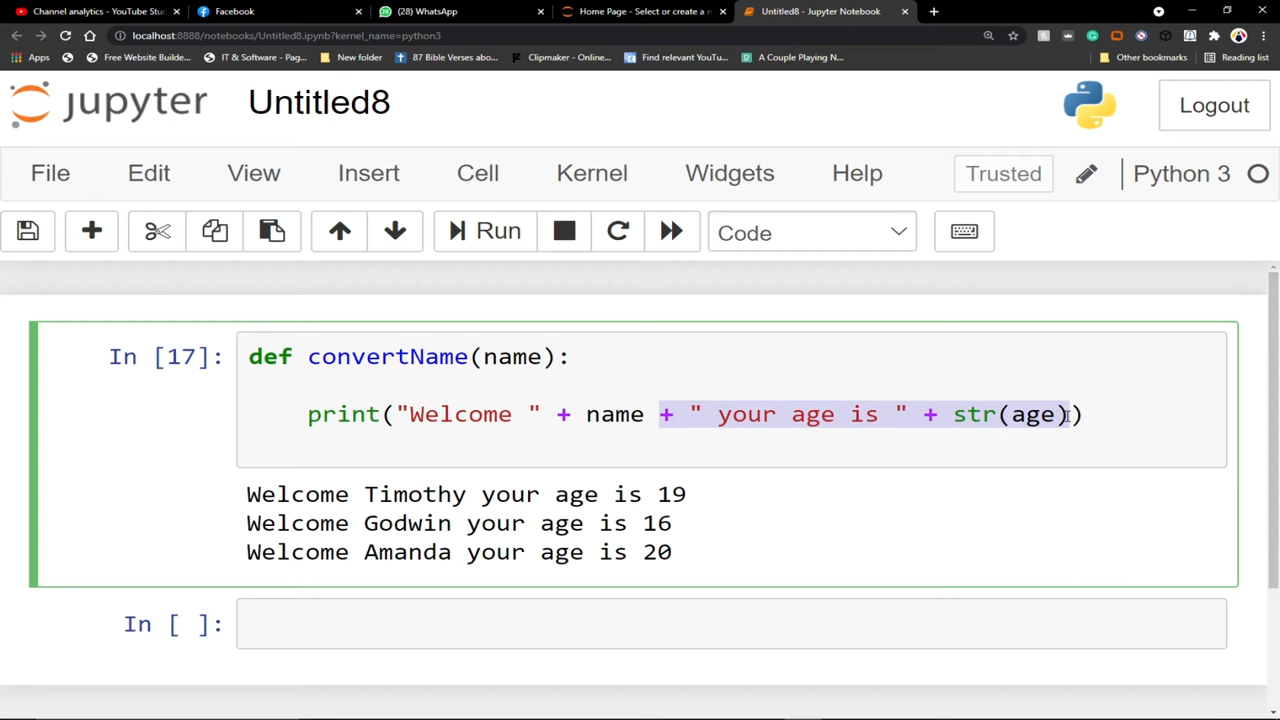 Channel analytics - YouTube Stu
Facebook
(28) WhatsApp
Home Page - Select or create a n
Untitled8 - Jupyter Notebook
localhost:8888/notebooks/Untitled8.ipynb?kernel_name=python3
Apps
Free Website Builde...
IT & Software - Pag...
New folder
87 Bible Verses abo...
Clipmaker - Online...
Find relevant YouTu...
A Couple Playing N...
Other bookmarks
Reading list
jupyter Untitled8
Logout
File Edit View Insert Cell Kernel Widgets Help
Trusted
Python 3
Run
Code
In [17]: def convertName(name):
print("Welcome " + name + " your age is " + str(age))
Welcome Timothy your age is 19
Welcome Godwin your age is 16
Welcome Amanda your age is 20
In [ ]: